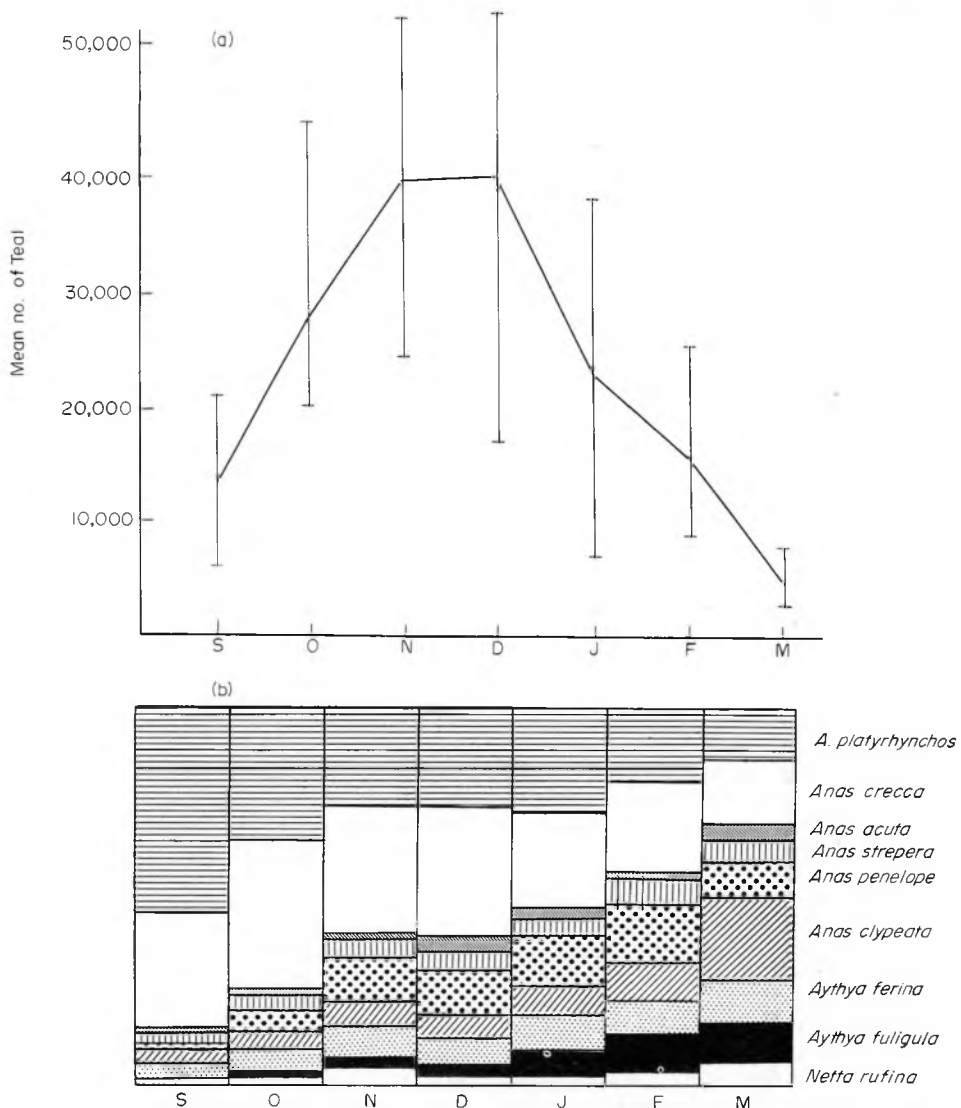 (a)
50,000
40,000
30,000
20,000
10,000
Mean no. of Teal
S O N D J F M
(b)
A. platyrhynchos
Anas crecca
Anas acuta
Anas strepera
Anas penelope
Anas clypeata
Aythya ferina
Aythya fuligula
Netta rufina
S O N D J F M